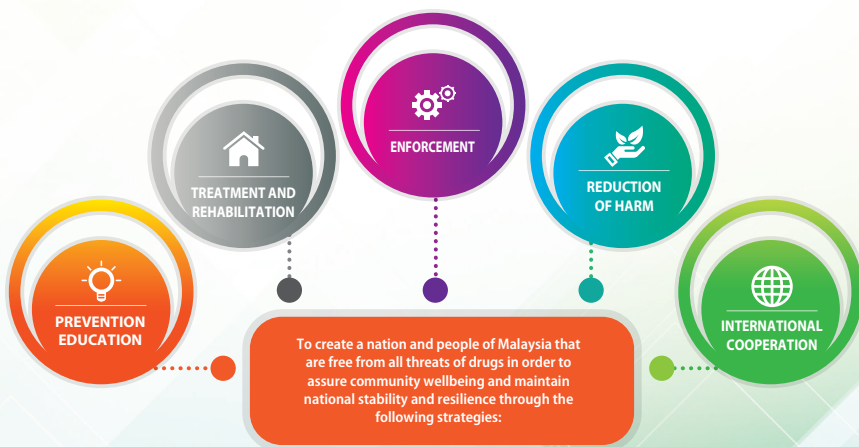 PREVENTION
EDUCATION
TREATMENT AND
REHABILITATION
ENFORCEMENT
REDUCTION
OF HARM
INTERNATIONAL
COOPERATION
To create a nation and people of Malaysia that
are free from all threats of drugs in order to
assure community wellbeing and maintain
national stability and resilience through the
following strategies: